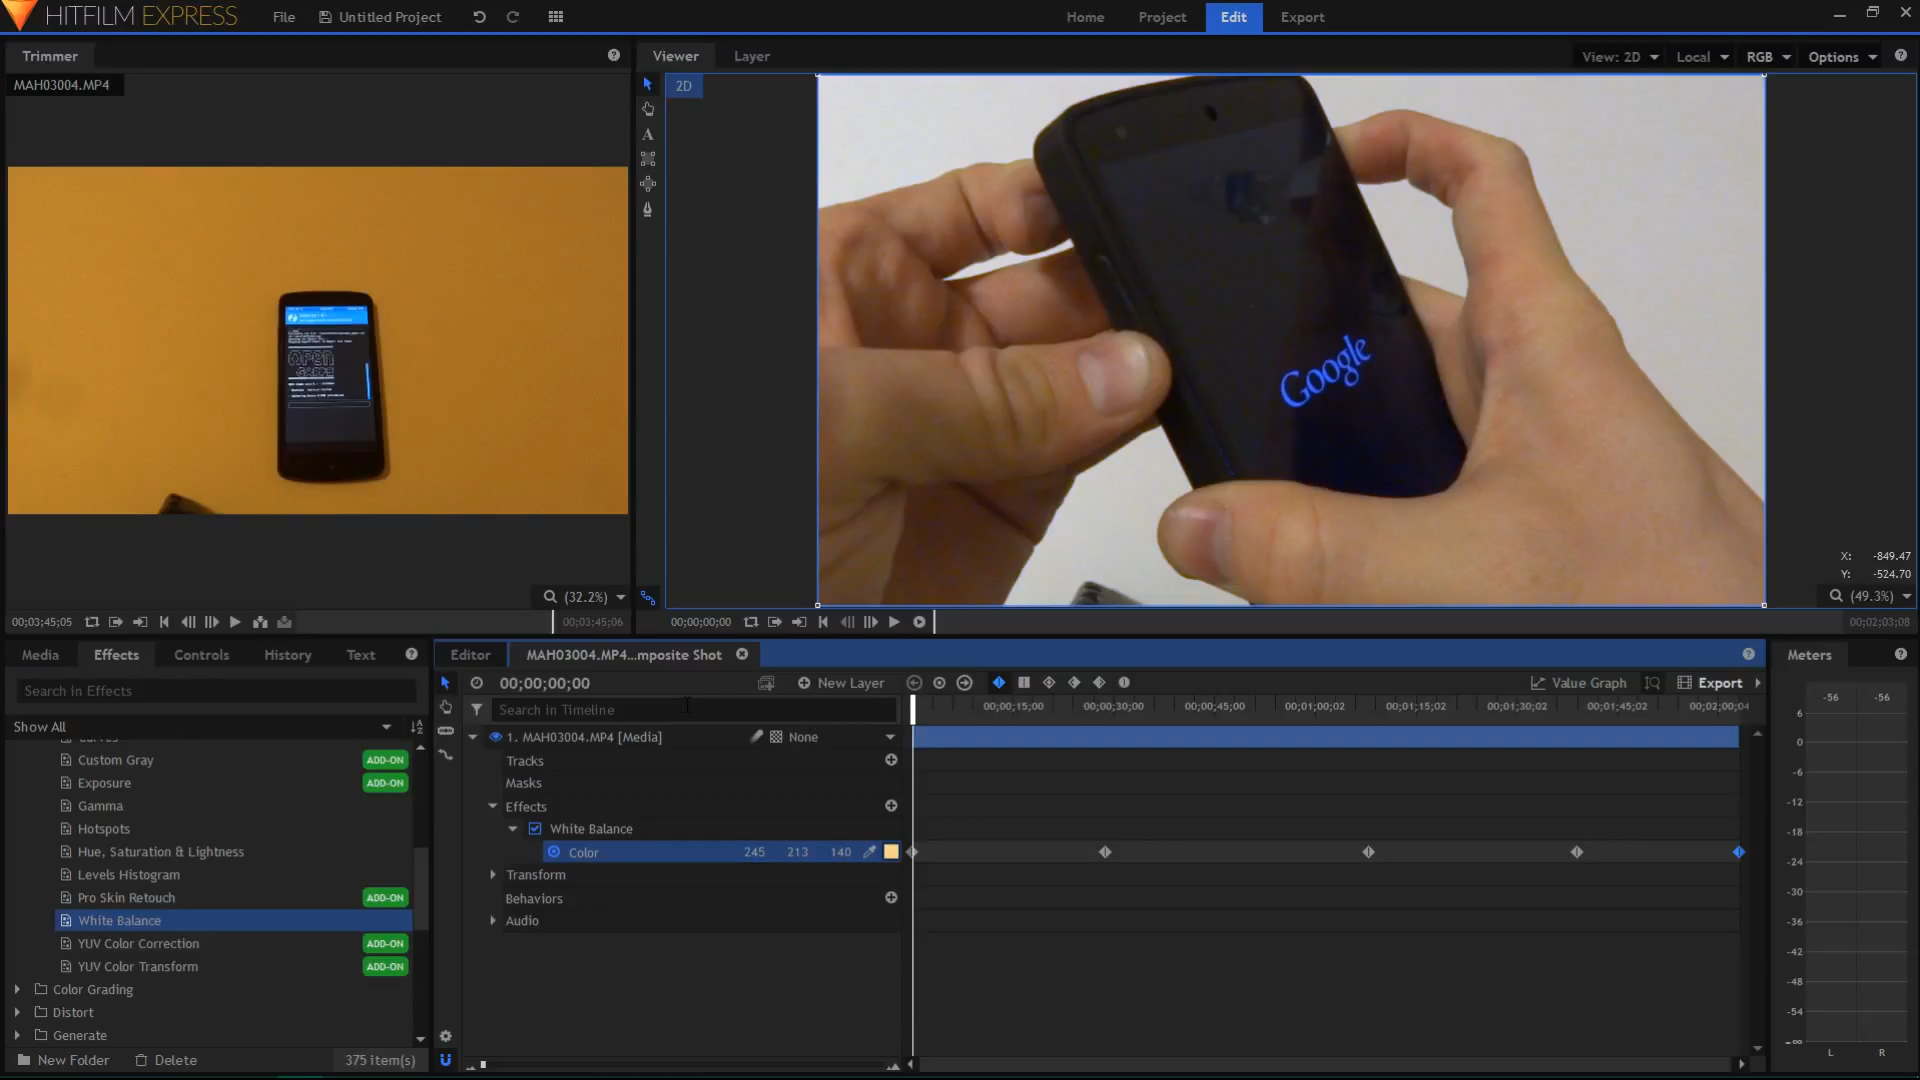 HITFILM EXPRESS
File
Untitled Project
Home
Project
Edit
Export
Trimmer
MAH03004.MP4
Viewer
Layer
View: 2D
Local
RGB
Options
2D
OPEN
Google
X: -849.47
Y: -524.70
(32.2%)
(49.3%)
00;03;45;05
00;03;45;06
00;00;00;00
00;02;03;08
Media
Effects
Controls
History
Text
Search in Effects
Show All
Curves
Custom Gray ADD-ON
Exposure ADD-ON
Gamma
Hotspots
Hue, Saturation & Lightness
Levels Histogram
Pro Skin Retouch ADD-ON
White Balance
YUV Color Correction ADD-ON
YUV Color Transform ADD-ON
Color Grading
Distort
Generate
New Folder
Delete
375 item(s)
Editor
MAH03004.MP4...mposite Shot
00;00;00;00
New Layer
Value Graph
Export
Search in Timeline
00;00;15;00
00;00;30;00
00;00;45;00
00;01;00;02
00;01;15;02
00;01;30;02
00;01;45;02
00;02;00;04
1. MAH03004.MP4 [Media]
None
Tracks
Masks
Effects
White Balance
Color 245 213 140
Transform
Behaviors
Audio
Meters
-56 -56
6
0
-6
-12
-18
-24
-30
-36
-42
-48
-54
-∞
L R